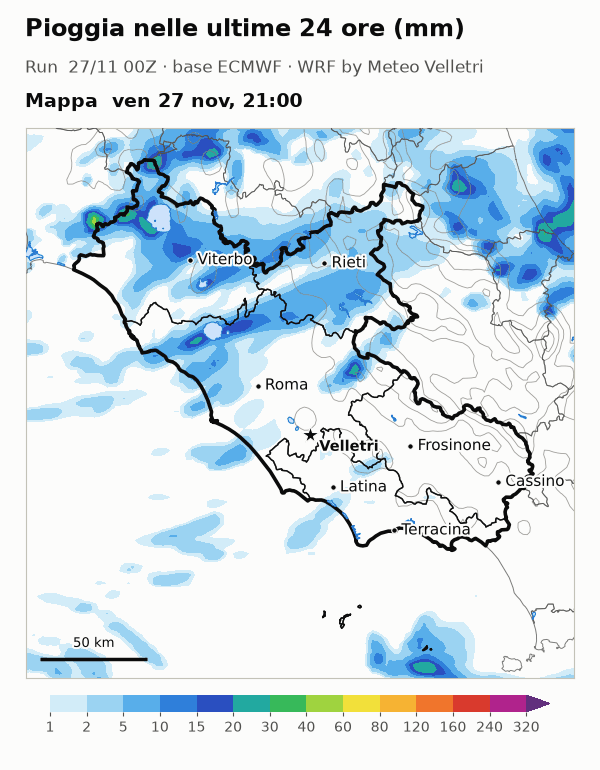 Pioggia nelle ultime 24 ore (mm)
Run  27/11 00Z · base ECMWF · WRF by Meteo Velletri
Mappa  ven 27 nov, 21:00
Viterbo
Rieti
Roma
Velletri
Frosinone
Latina
Cassino
Terracina
50 km
1 2 5 10 15 20 30 40 60 80 120 160 240 320